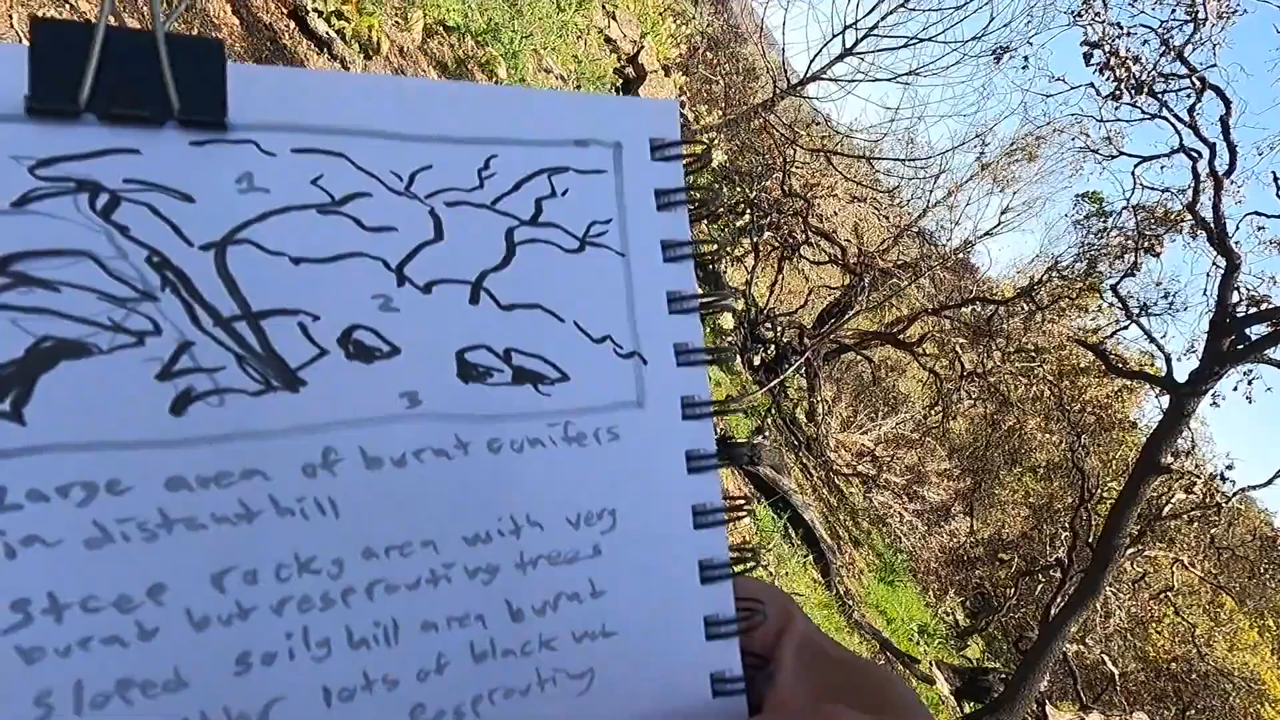 1
2
3
Large area of burnt conifers
in distant hill
Steep rocky area with very
burnt but resprouting trees
sloped soily hill area burnt
lots of black
resprouting